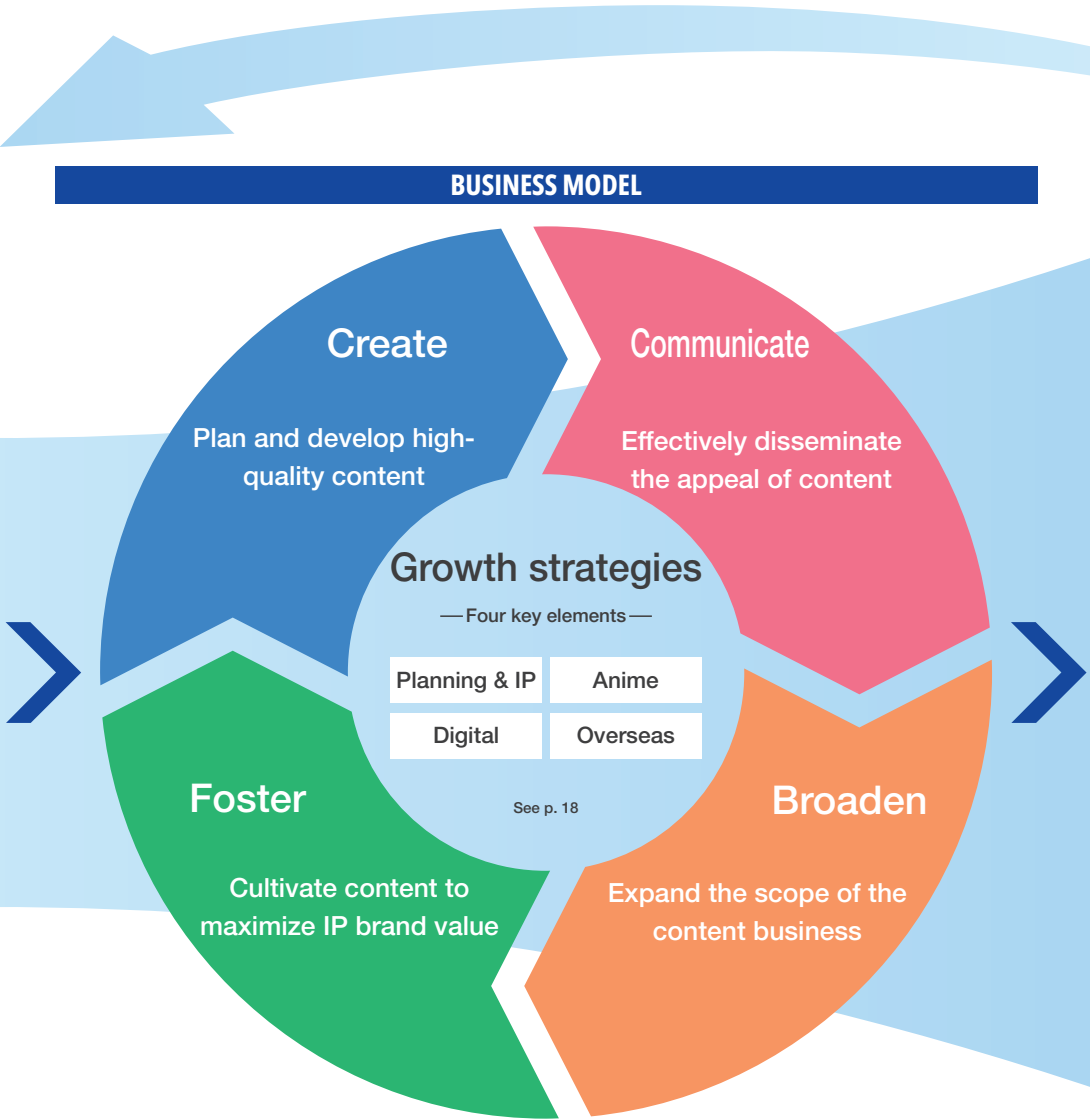 BUSINESS MODEL
Create
Plan and develop high-
quality content
Communicate
Effectively disseminate
the appeal of content
Growth strategies
—Four key elements—
Planning & IP
Anime
Digital
Overseas
See p. 18
Foster
Cultivate content to
maximize IP brand value
Broaden
Expand the scope of the
content business